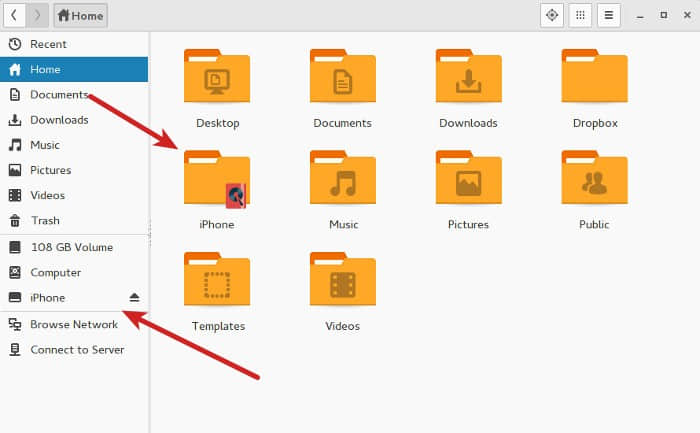 Home
Recent
Home
Documents
Downloads
Music
Pictures
Videos
Trash
108 GB Volume
Computer
iPhone
Browse Network
Connect to Server
Desktop
Documents
Downloads
Dropbox
iPhone
Music
Pictures
Public
Templates
Videos